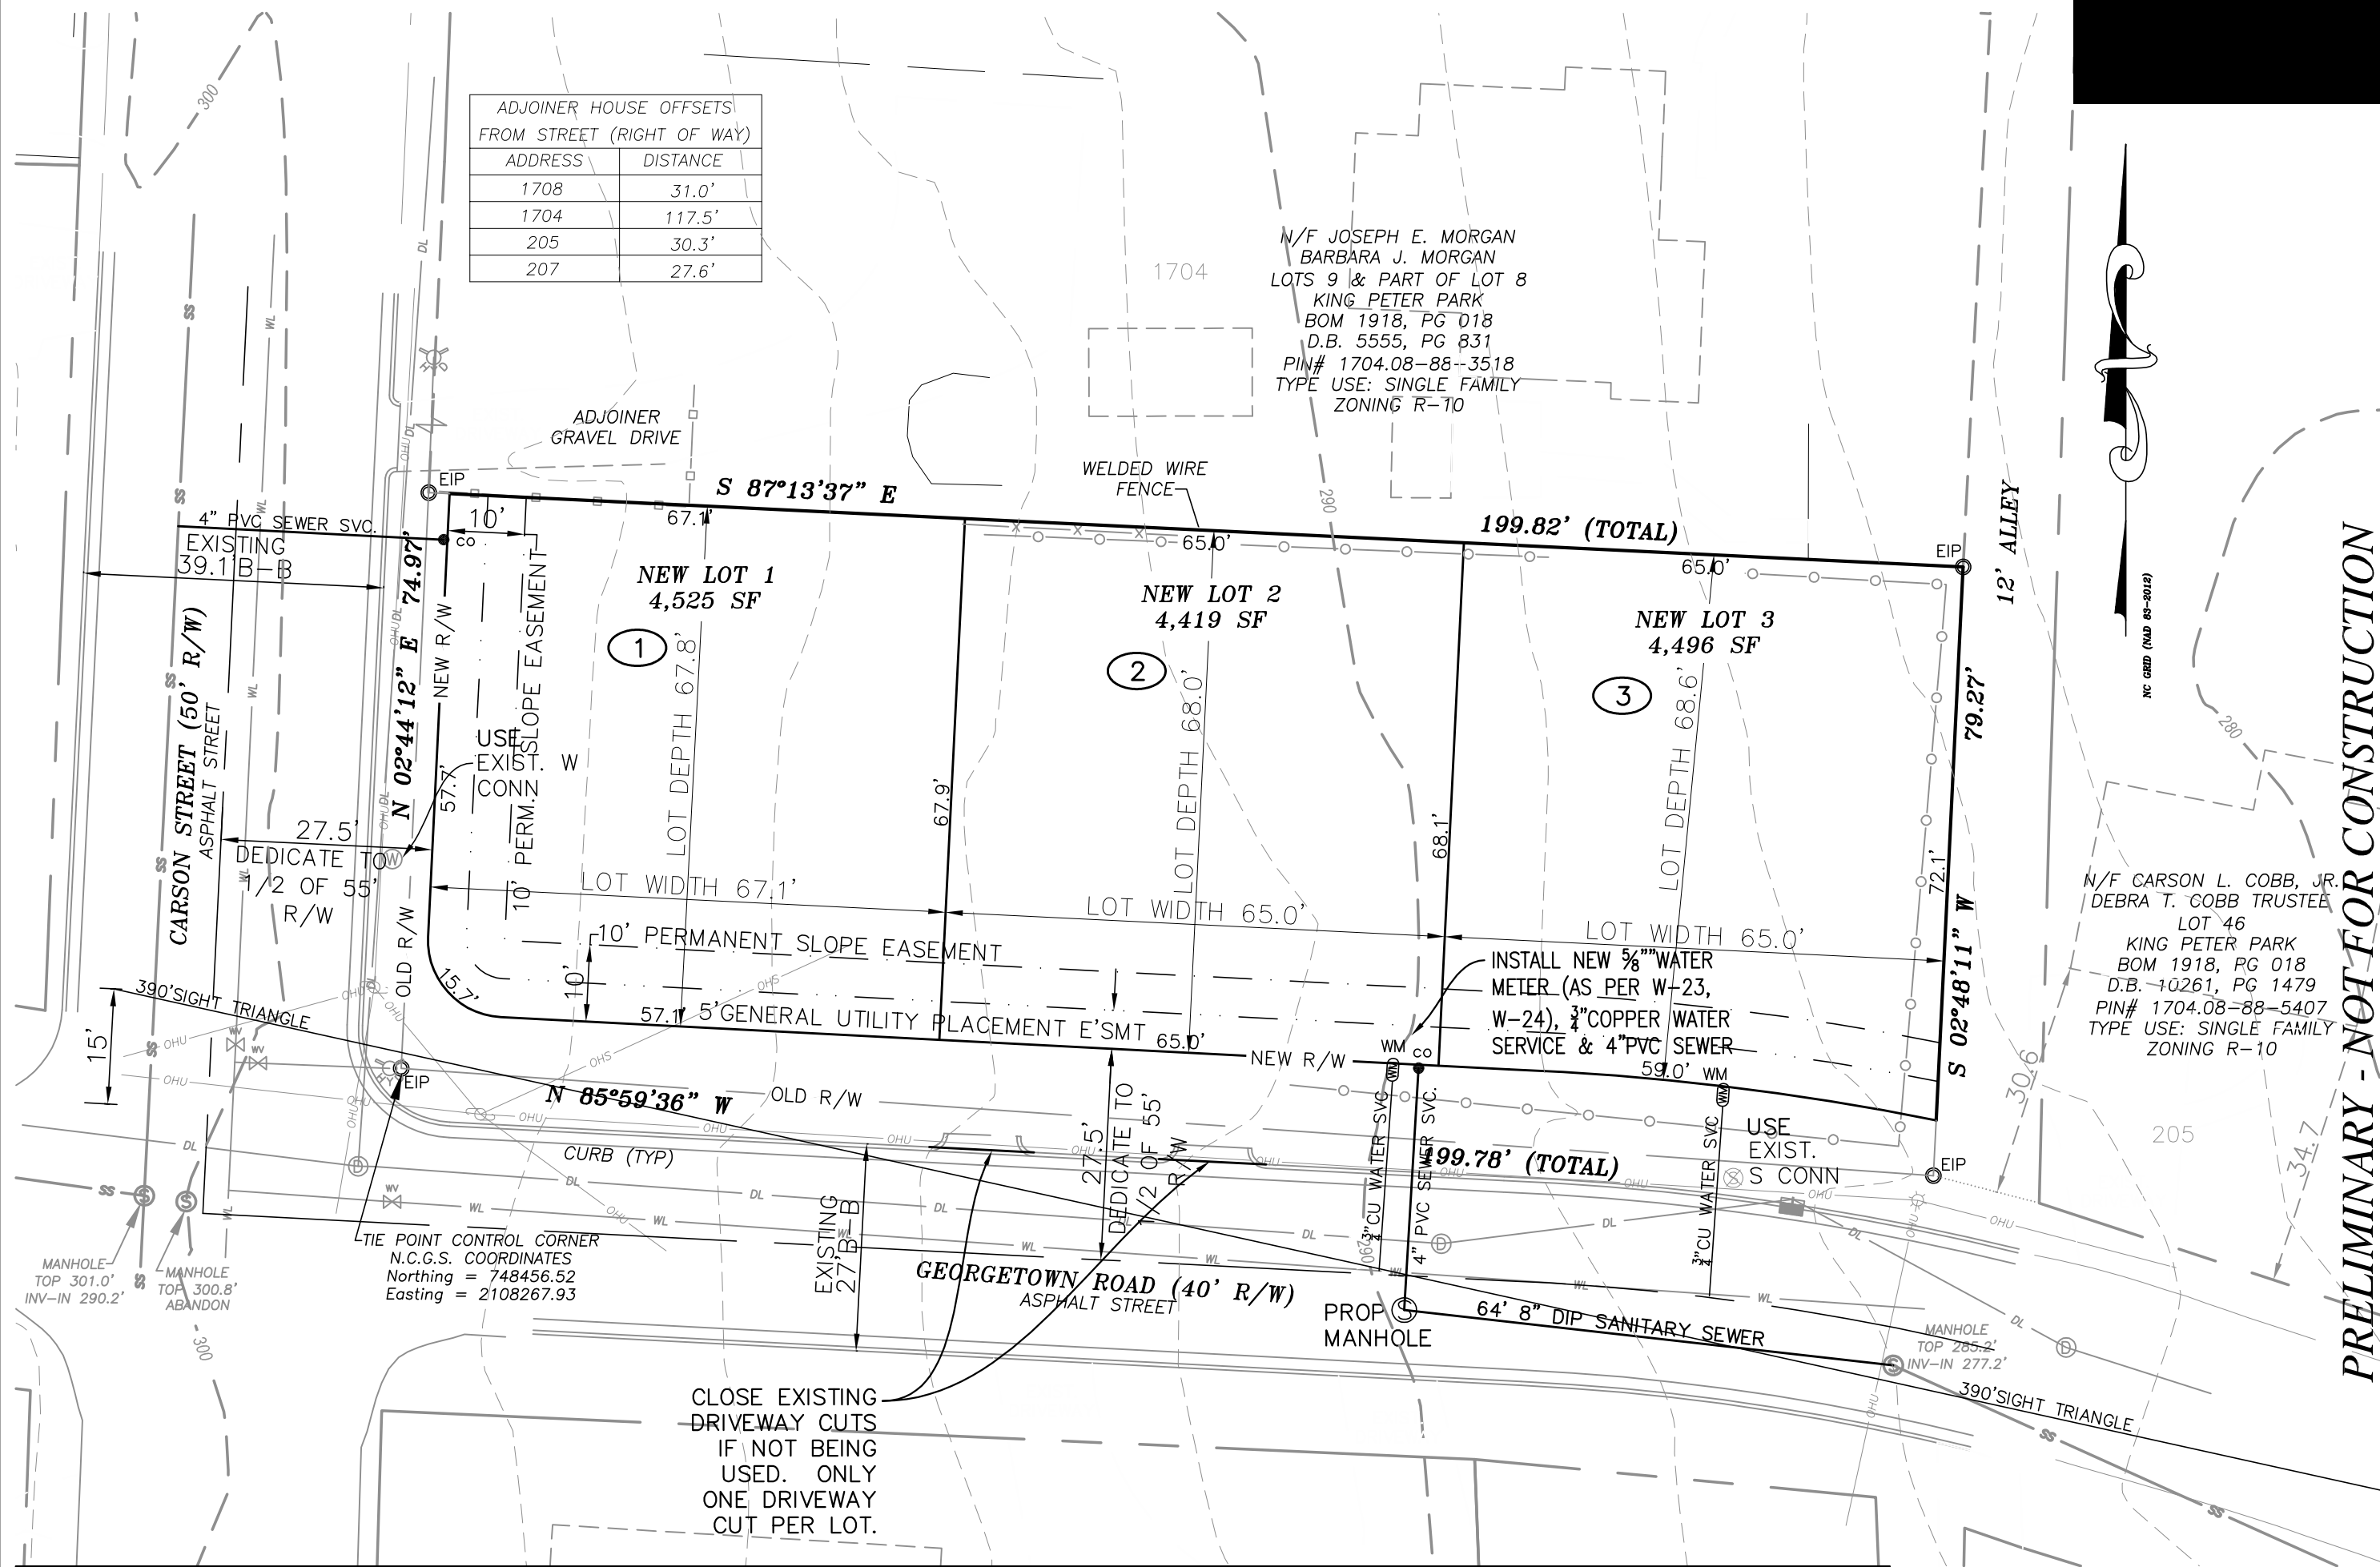 300
ADJOINER HOUSE OFFSETS
FROM STREET (RIGHT OF WAY)
ADDRESS DISTANCE
1708 31.0'
1704 117.5'
205 30.3'
207 27.6'
1704
N/F JOSEPH E. MORGAN
BARBARA J. MORGAN
LOTS 9 & PART OF LOT 8
KING PETER PARK
BOM 1918, PG 018
D.B. 5555, PG 831
PIN# 1704.08-88-3518
TYPE USE: SINGLE FAMILY
ZONING R-10
ADJOINER
GRAVEL DRIVE
WELDED WIRE
FENCE
EIP
S 87°13'37" E
199.82' (TOTAL)
EIP
12' ALLEY
290
NC GRID (NAD 83-2012)
4" PVC SEWER SVC.
CO
EXISTING
39.1'B-B
10'
67.1'
65.0'
65.0'
NEW LOT 1
4,525 SF
1
NEW LOT 2
4,419 SF
2
NEW LOT 3
4,496 SF
3
N 02°44'12" E 74.97'
NEW R/W
57.7'
10' PERM. SLOPE EASEMENT
USE
EXIST. W
CONN
LOT DEPTH 67.8'
67.9'
LOT DEPTH 68.0'
68.1'
LOT DEPTH 68.6'
72.1'
79.27'
S 02°48'11" W
280
CARSON STREET (50' R/W)
ASPHALT STREET
27.5'
DEDICATE TO
1/2 OF 55'
R/W
W
OLD R/W
LOT WIDTH 67.1'
LOT WIDTH 65.0'
LOT WIDTH 65.0'
10' PERMANENT SLOPE EASEMENT
10'
15.7'
57.1'
5'GENERAL UTILITY PLACEMENT E'SMT
65.0'
NEW R/W
59.0'
INSTALL NEW ⅝""WATER
METER (AS PER W-23,
W-24), ¾"COPPER WATER
SERVICE & 4"PVC SEWER
WM
CO
WM
WM
WM
N/F CARSON L. COBB, JR.
DEBRA T. COBB TRUSTEE
LOT 46
KING PETER PARK
BOM 1918, PG 018
D.B. 10261, PG 1479
PIN# 1704.08-88-5407
TYPE USE: SINGLE FAMILY
ZONING R-10
PRELIMINARY - NOT FOR CONSTRUCTION
390'SIGHT TRIANGLE
15'
EIP
N 85°59'36" W
OLD R/W
199.78' (TOTAL)
CURB (TYP)
27.5'
DEDICATE TO
1/2 OF 55'
R/W
¾"CU WATER SVC
4" PVC SEWER SVC.
¾"CU WATER SVC
USE
EXIST.
S CONN
EIP
30.6
34.7
205
EXISTING
27'B-B
TIE POINT CONTROL CORNER
N.C.G.S. COORDINATES
Northing = 748456.52
Easting = 2108267.93
MANHOLE
TOP 301.0'
INV-IN 290.2'
MANHOLE
TOP 300.8'
ABANDON
300
290
GEORGETOWN ROAD (40' R/W)
ASPHALT STREET
PROP
MANHOLE
64' 8" DIP SANITARY SEWER
MANHOLE
TOP 285.2'
INV-IN 277.2'
390'SIGHT TRIANGLE
CLOSE EXISTING
DRIVEWAY CUTS
IF NOT BEING
USED. ONLY
ONE DRIVEWAY
CUT PER LOT.